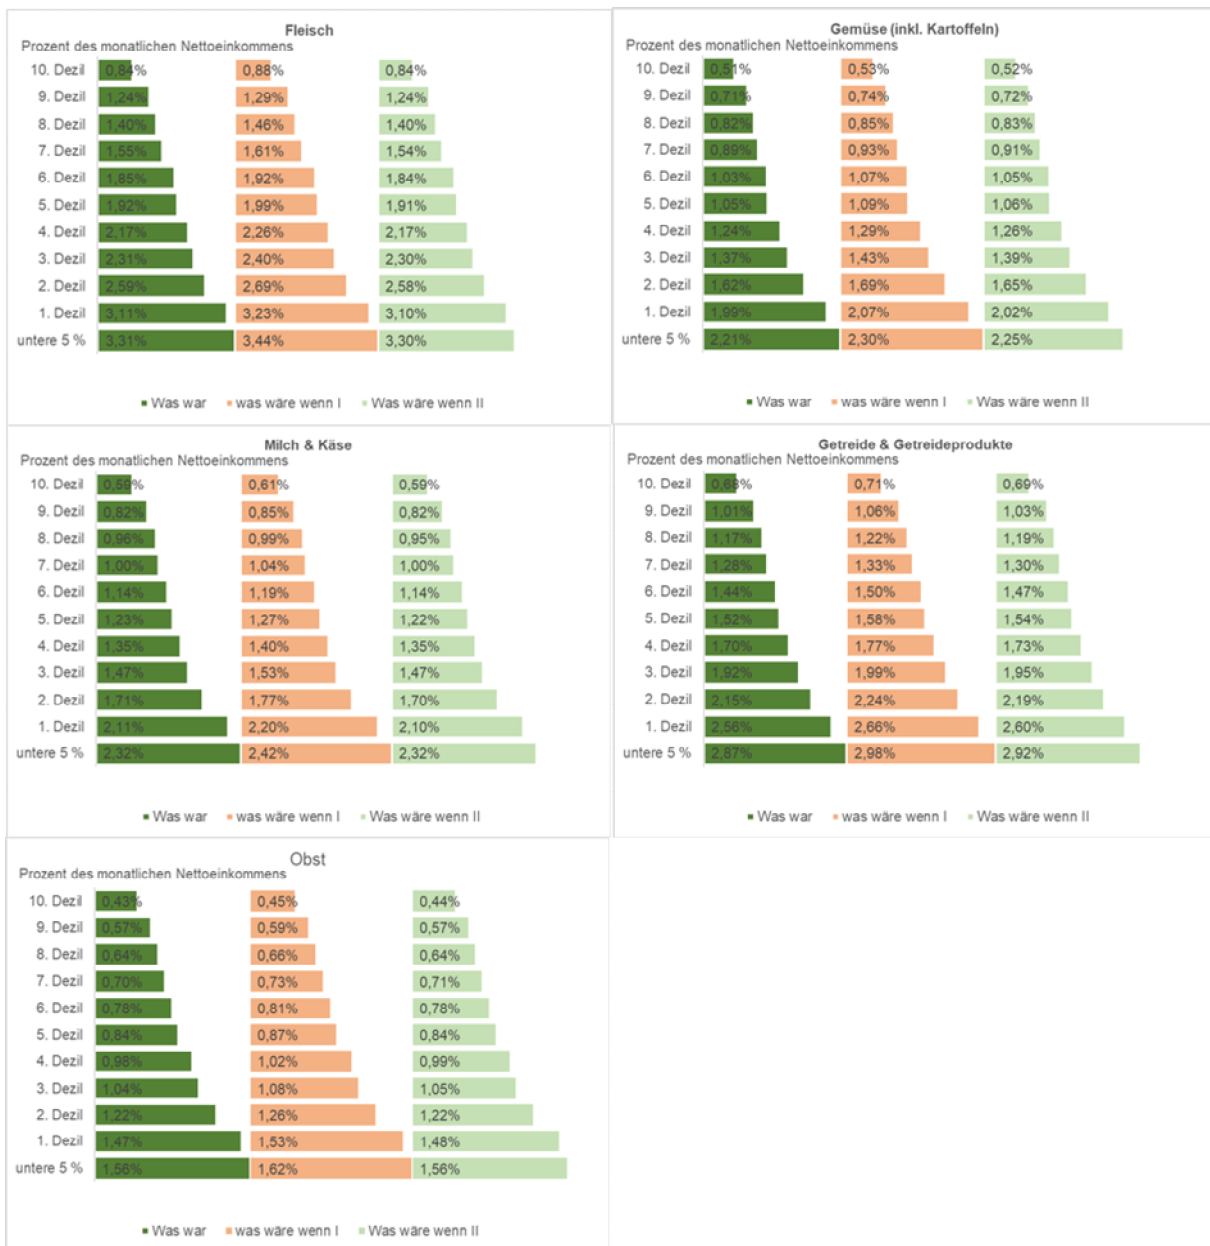 Fleisch
Prozent des monatlichen Nettoeinkommens
10. Dezil 0,84% 0,88% 0,84%
9. Dezil 1,24% 1,29% 1,24%
8. Dezil 1,40% 1,46% 1,40%
7. Dezil 1,55% 1,61% 1,54%
6. Dezil 1,85% 1,92% 1,84%
5. Dezil 1,92% 1,99% 1,91%
4. Dezil 2,17% 2,26% 2,17%
3. Dezil 2,31% 2,40% 2,30%
2. Dezil 2,59% 2,69% 2,58%
1. Dezil 3,11% 3,23% 3,10%
untere 5 % 3,31% 3,44% 3,30%
Was war was wäre wenn I Was wäre wenn II
Gemüse (inkl. Kartoffeln)
Prozent des monatlichen Nettoeinkommens
10. Dezil 0,51% 0,53% 0,52%
9. Dezil 0,71% 0,74% 0,72%
8. Dezil 0,82% 0,85% 0,83%
7. Dezil 0,89% 0,93% 0,91%
6. Dezil 1,03% 1,07% 1,05%
5. Dezil 1,05% 1,09% 1,06%
4. Dezil 1,24% 1,29% 1,26%
3. Dezil 1,37% 1,43% 1,39%
2. Dezil 1,62% 1,69% 1,65%
1. Dezil 1,99% 2,07% 2,02%
untere 5 % 2,21% 2,30% 2,25%
Was war was wäre wenn I Was wäre wenn II
Milch & Käse
Prozent des monatlichen Nettoeinkommens
10. Dezil 0,59% 0,61% 0,59%
9. Dezil 0,82% 0,85% 0,82%
8. Dezil 0,96% 0,99% 0,95%
7. Dezil 1,00% 1,04% 1,00%
6. Dezil 1,14% 1,19% 1,14%
5. Dezil 1,23% 1,27% 1,22%
4. Dezil 1,35% 1,40% 1,35%
3. Dezil 1,47% 1,53% 1,47%
2. Dezil 1,71% 1,77% 1,70%
1. Dezil 2,11% 2,20% 2,10%
untere 5 % 2,32% 2,42% 2,32%
Was war was wäre wenn I Was wäre wenn II
Getreide & Getreideprodukte
Prozent des monatlichen Nettoeinkommens
10. Dezil 0,68% 0,71% 0,69%
9. Dezil 1,01% 1,06% 1,03%
8. Dezil 1,17% 1,22% 1,19%
7. Dezil 1,28% 1,33% 1,30%
6. Dezil 1,44% 1,50% 1,47%
5. Dezil 1,52% 1,58% 1,54%
4. Dezil 1,70% 1,77% 1,73%
3. Dezil 1,92% 1,99% 1,95%
2. Dezil 2,15% 2,24% 2,19%
1. Dezil 2,56% 2,66% 2,60%
untere 5 % 2,87% 2,98% 2,92%
Was war was wäre wenn I Was wäre wenn II
Obst
Prozent des monatlichen Nettoeinkommens
10. Dezil 0,43% 0,45% 0,44%
9. Dezil 0,57% 0,59% 0,57%
8. Dezil 0,64% 0,66% 0,64%
7. Dezil 0,70% 0,73% 0,71%
6. Dezil 0,78% 0,81% 0,78%
5. Dezil 0,84% 0,87% 0,84%
4. Dezil 0,98% 1,02% 0,99%
3. Dezil 1,04% 1,08% 1,05%
2. Dezil 1,22% 1,26% 1,22%
1. Dezil 1,47% 1,53% 1,48%
untere 5 % 1,56% 1,62% 1,56%
Was war was wäre wenn I Was wäre wenn II